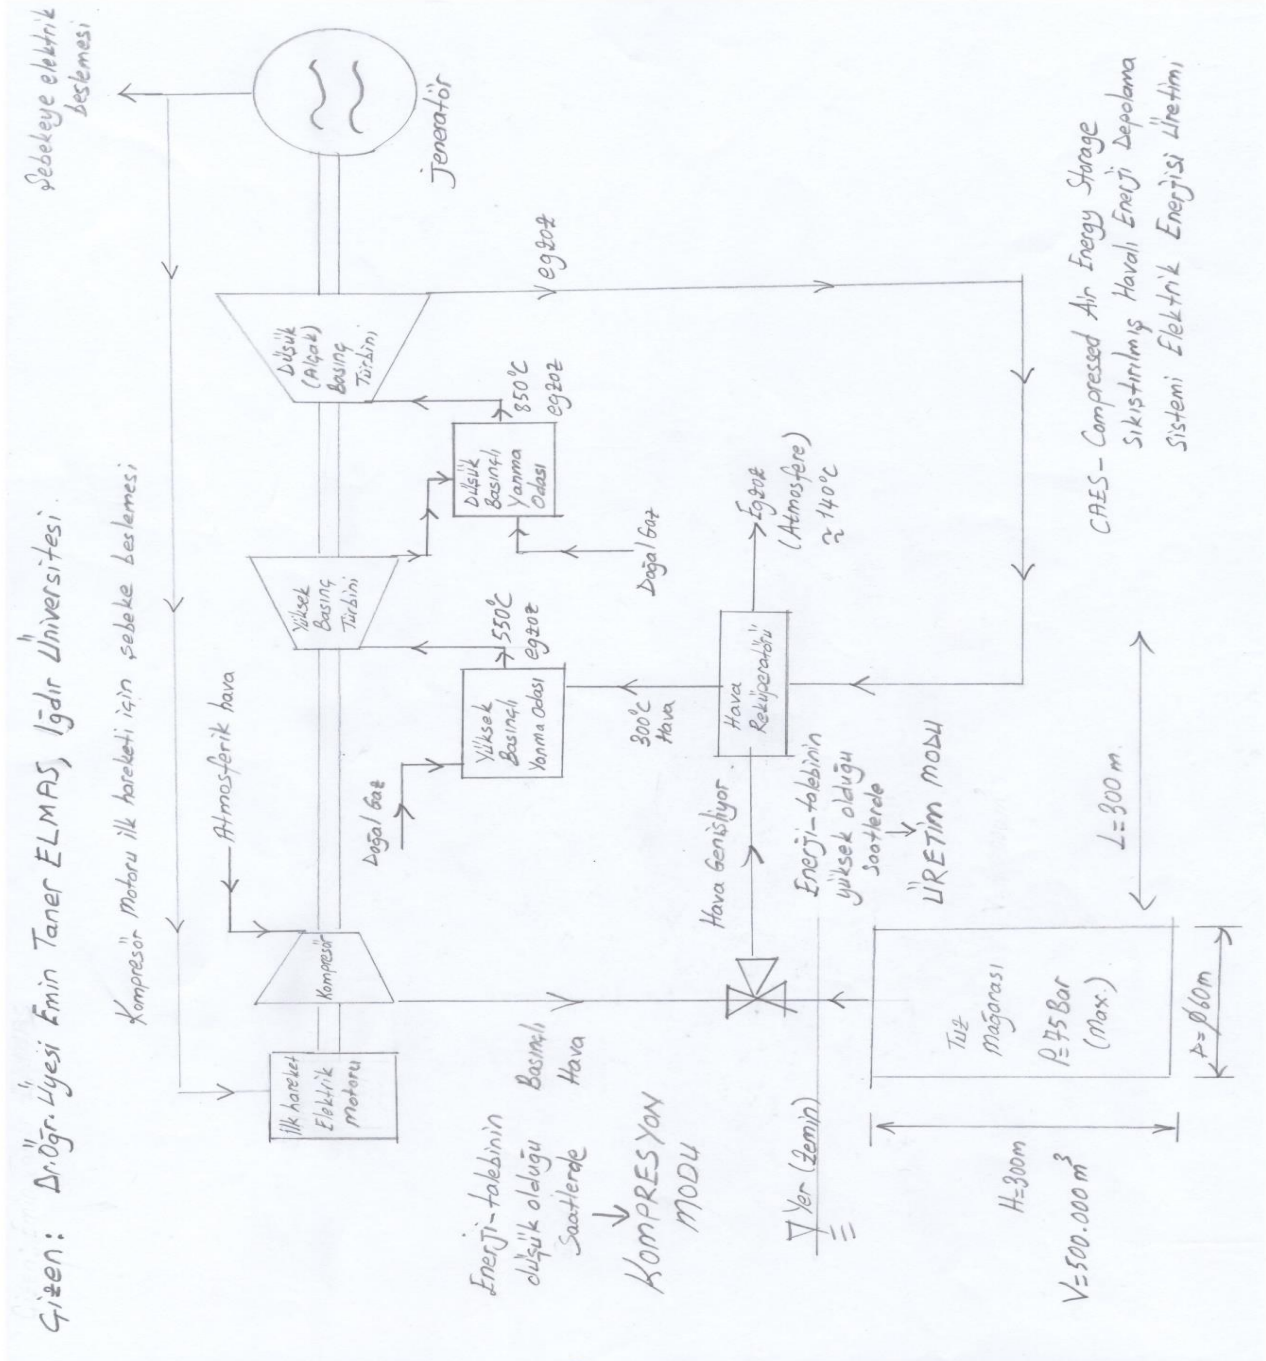 Çizen: Dr.Öğr.Üyesi Emin Taner ELMAS, Iğdır Üniversitesi
Şebekeye elektrik
beslemesi
Kompresör Motoru ilk hareketi için şebeke beslemesi
Atmosferik hava
İlk hareket
Elektrik
Motoru
Kompresör
Yüksek
Basınç
Türbini
Düşük
(Alçak)
Basınç
Türbini
Jeneratör
Doğal Gaz
Yüksek
Basınçlı
Yanma Odası
550°C
egzoz
Düşük
Basınçlı
Yanma
Odası
850°C
egzoz
egzoz
Doğal Gaz
300°C
Hava
Basınçlı
Hava
Enerji-talebinin
düşük olduğu
Saatlerde
KOMPRESYON
MODU
Hava Genişliyor
Hava
Reküperatörü
Egzoz
(Atmosfere)
≈140°C
Enerji-talebinin
yüksek olduğu
saatlerde
ÜRETİM MODU
Yer (Zemin)
Tuz
Mağarası
P=75 Bar
(Max.)
H=300m
V=500.000m³
=Ø60m
L=300m.
CAES- Compressed Air Energy Storage
Sıkıştırılmış Havalı Enerji Depolama
Sistemi Elektrik Enerjisi Üretimi